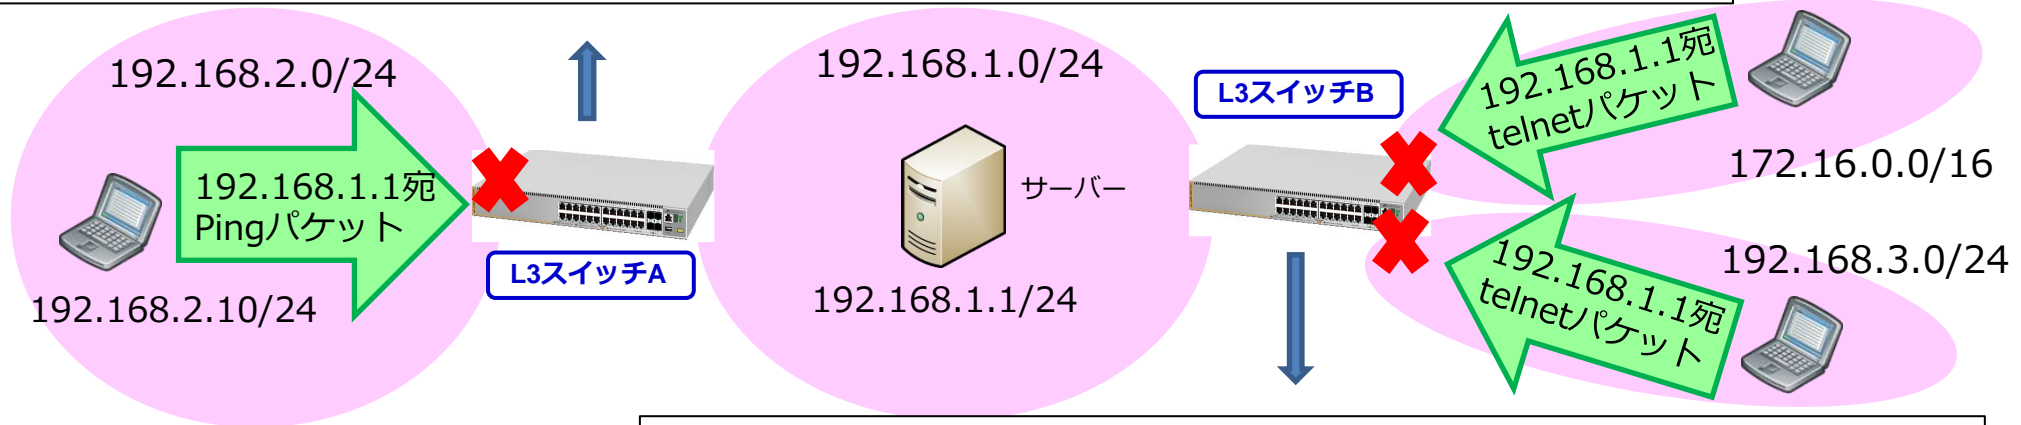 192.168.2.0/24
192.168.1.1宛
Pingパケット
192.168.2.10/24
L3スイッチA
192.168.1.0/24
サーバー
192.168.1.1/24
L3スイッチB
192.168.1.1宛
telnetパケット
172.16.0.0/16
192.168.3.0/24
192.168.1.1宛
telnetパケット